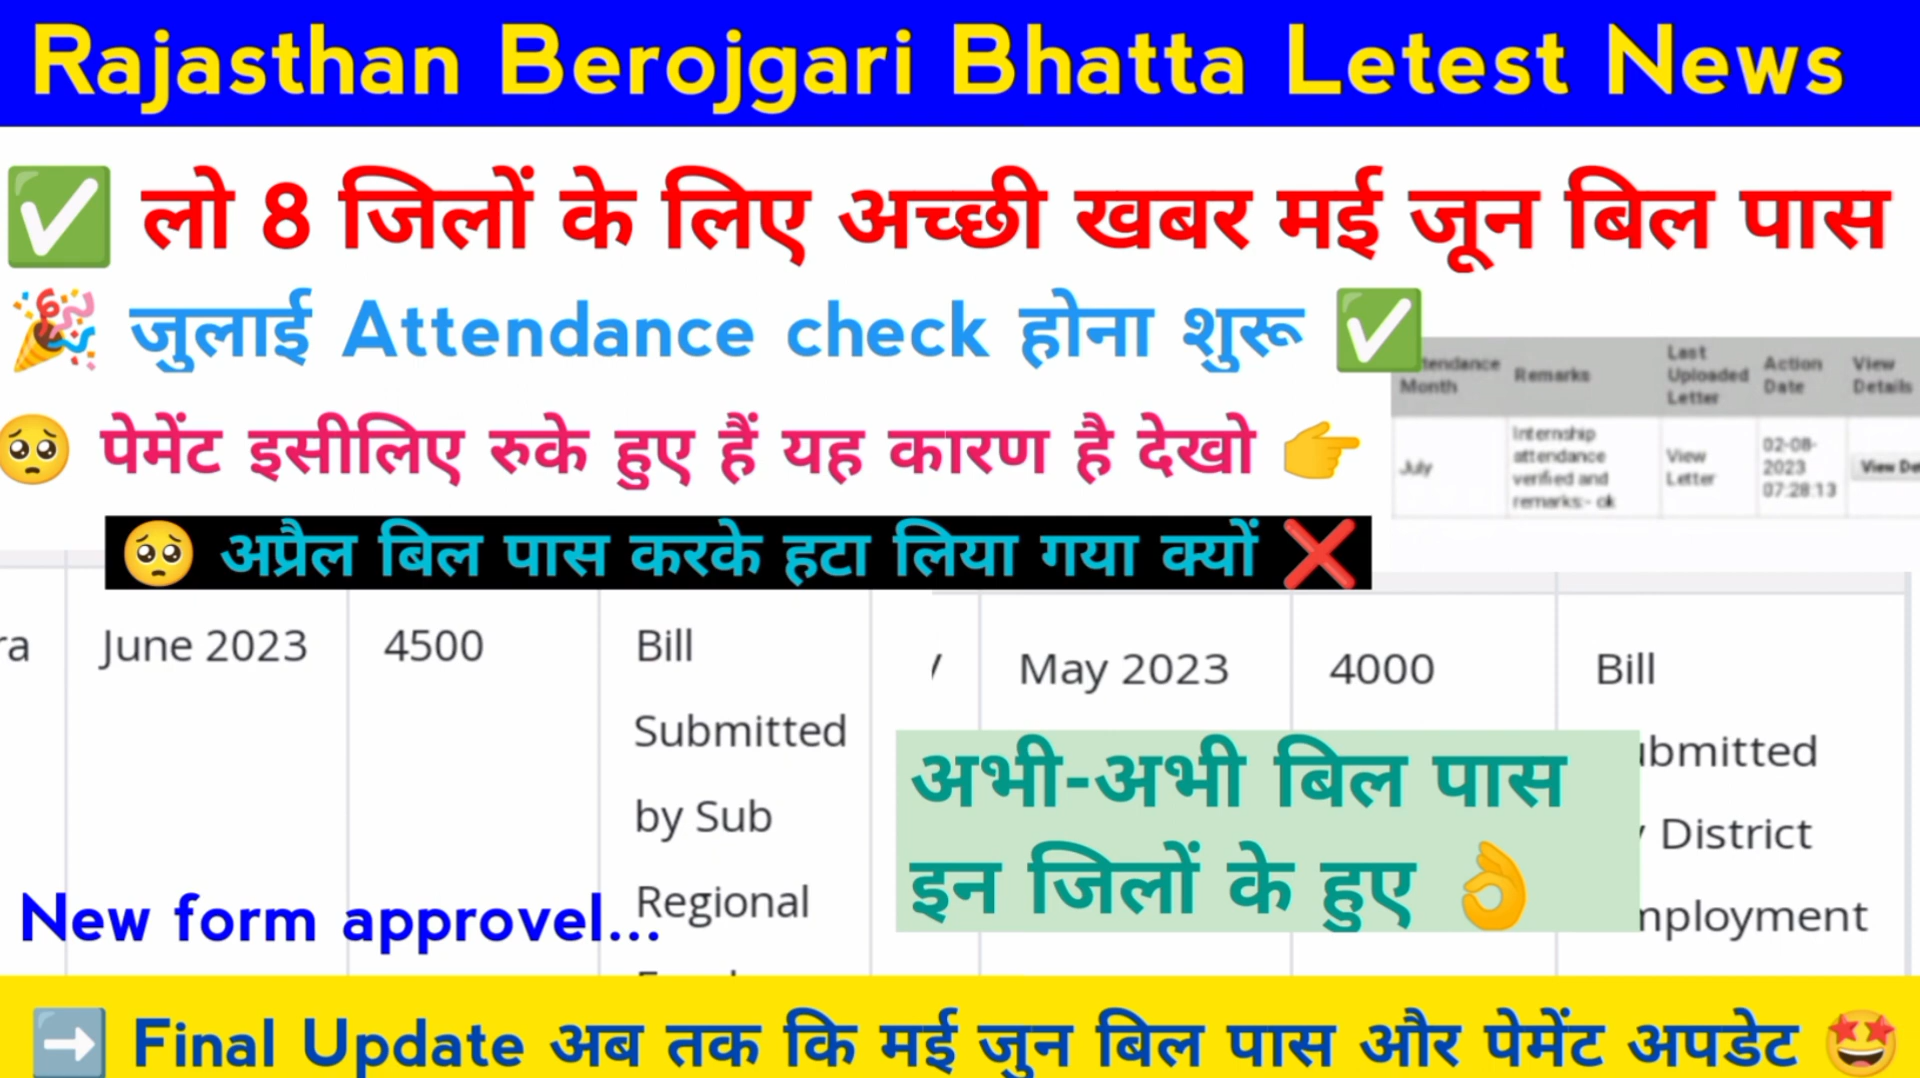 Rajasthan Berojgari Bhatta Letest News
✅ लो 8 जिलों के लिए अच्छी खबर मई जून बिल पास
🎉 जुलाई Attendance check होना शुरू ✅
🥺 पेमेंट इसीलिए रुके हुए हैं यह कारण है देखो 👉
🥺 अप्रैल बिल पास करके हटा लिया गया क्यों ❌
Remarks
Last
Uploaded
Letter
Action
Date
View
Details
Month
July
Internship
attendance
verified and
remarks:- ok
View
Letter
02-08-
2023
07:28:13
View
June 2023
4500
Bill
Submitted
by Sub
Regional
May 2023
4000
Bill
District
अभी-अभी बिल पास
इन जिलों के हुए 👌
New form approvel...
➡️ Final Update अब तक कि मई जुन बिल पास और पेमेंट अपडेट 🤩